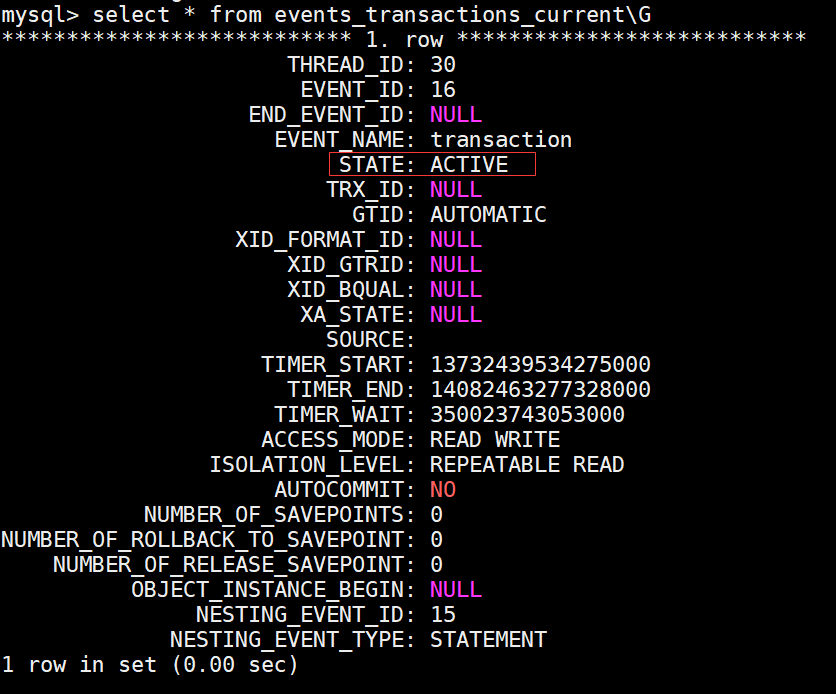 mysql> select * from events_transactions_current\G
*************************** 1. row ***************************
THREAD_ID: 30
EVENT_ID: 16
END_EVENT_ID: NULL
EVENT_NAME: transaction
STATE: ACTIVE
TRX_ID: NULL
GTID: AUTOMATIC
XID_FORMAT_ID: NULL
XID_GTRID: NULL
XID_BQUAL: NULL
XA_STATE: NULL
SOURCE:
TIMER_START: 13732439534275000
TIMER_END: 14082463277328000
TIMER_WAIT: 350023743053000
ACCESS_MODE: READ WRITE
ISOLATION_LEVEL: REPEATABLE READ
AUTOCOMMIT: NO
NUMBER_OF_SAVEPOINTS: 0
NUMBER_OF_ROLLBACK_TO_SAVEPOINT: 0
NUMBER_OF_RELEASE_SAVEPOINT: 0
OBJECT_INSTANCE_BEGIN: NULL
NESTING_EVENT_ID: 15
NESTING_EVENT_TYPE: STATEMENT
1 row in set (0.00 sec)